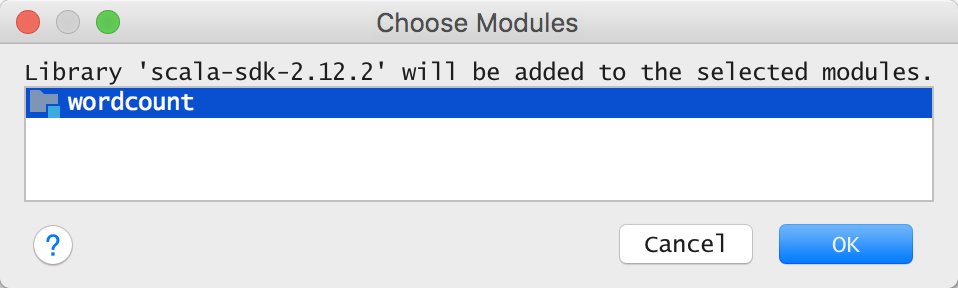 Choose Modules
Library 'scala-sdk-2.12.2' will be added to the selected modules.
wordcount
?
Cancel
OK